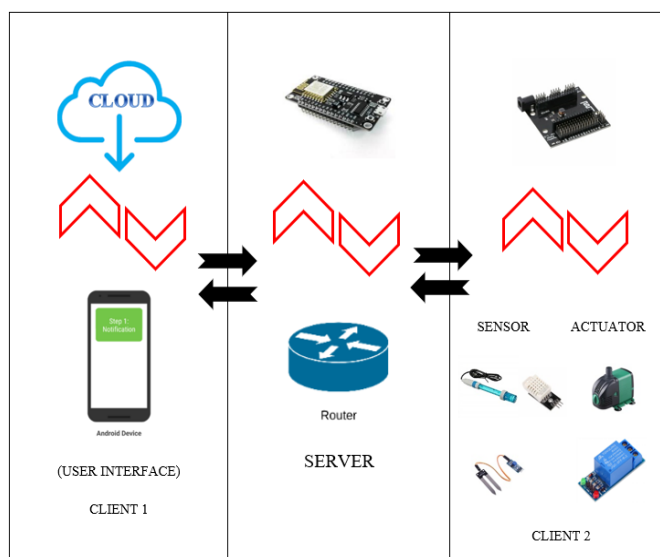 CLOUD
Step 1:
Notification
Android Device
(USER INTERFACE)
CLIENT 1
Router
SERVER
SENSOR
ACTUATOR
CLIENT 2